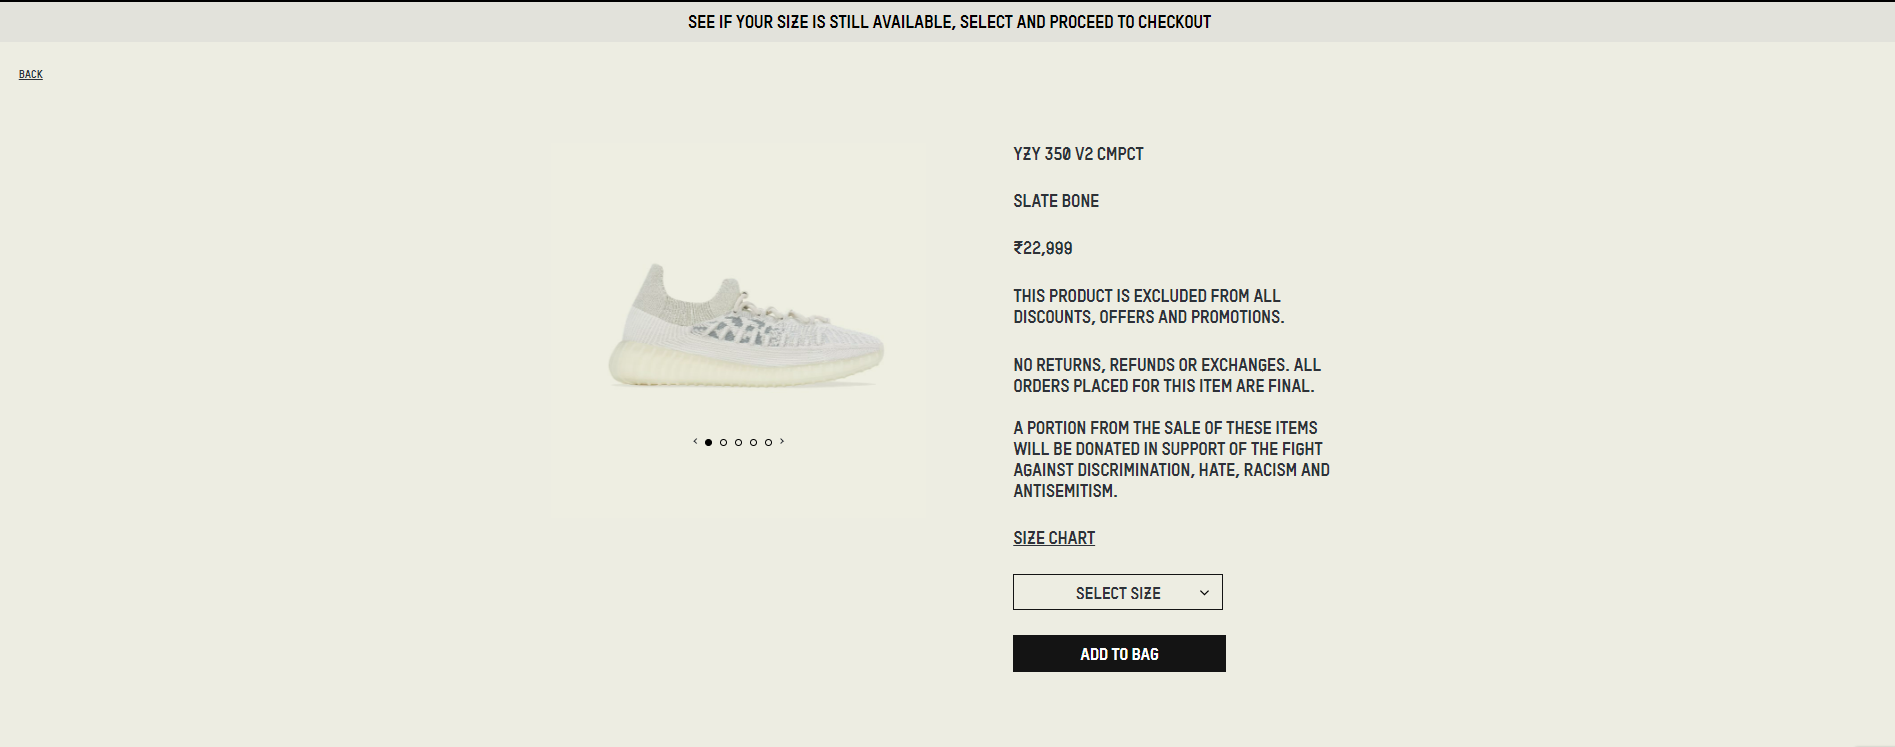 SEE IF YOUR SIZE IS STILL AVAILABLE, SELECT AND PROCEED TO CHECKOUT
BACK
YZY 350 V2 CMPCT
SLATE BONE
₹22,999
THIS PRODUCT IS EXCLUDED FROM ALL
DISCOUNTS, OFFERS AND PROMOTIONS.
NO RETURNS, REFUNDS OR EXCHANGES. ALL
ORDERS PLACED FOR THIS ITEM ARE FINAL.
A PORTION FROM THE SALE OF THESE ITEMS
WILL BE DONATED IN SUPPORT OF THE FIGHT
AGAINST DISCRIMINATION, HATE, RACISM AND
ANTISEMITISM.
SIZE CHART
SELECT SIZE
ADD TO BAG